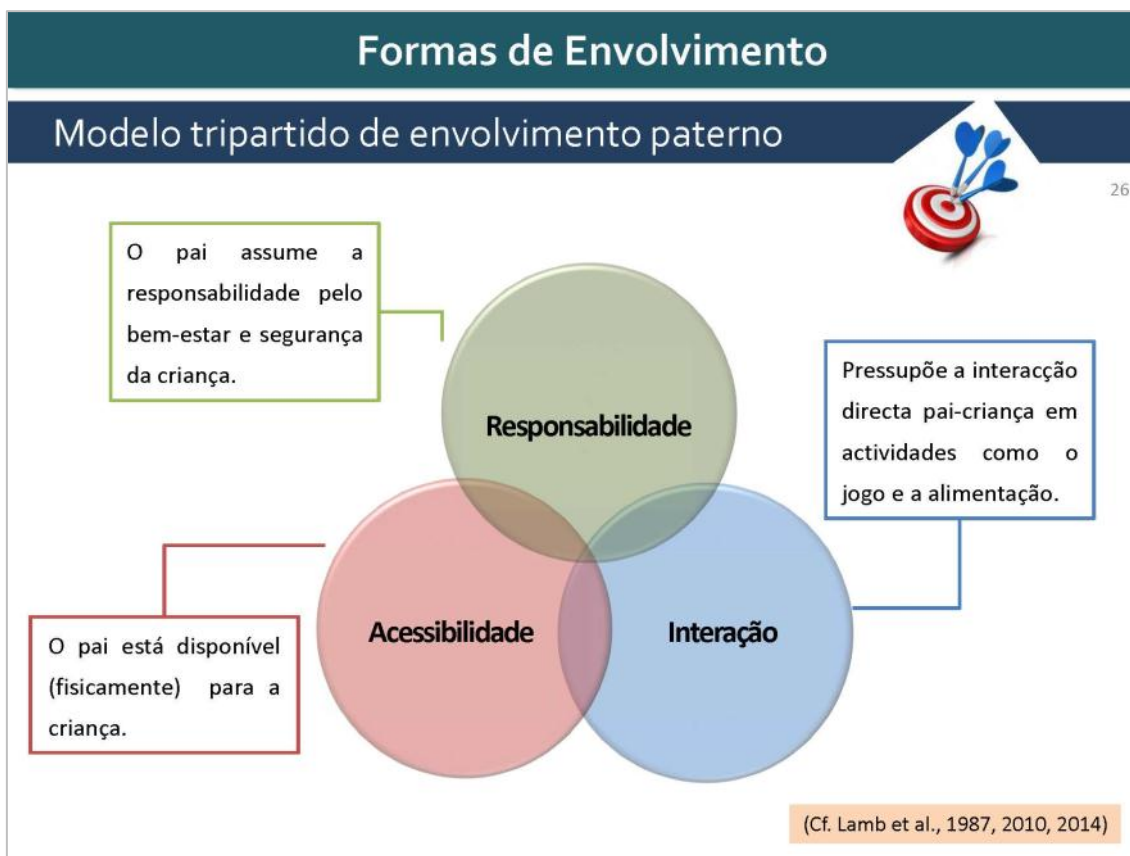 Formas de Envolvimento
Modelo tripartido de envolvimento paterno
26
O pai assume a
responsabilidade pelo
bem-estar e segurança
da criança.
Responsabilidade
Pressupõe a interacção
directa pai-criança em
actividades como o
jogo e a alimentação.
Acessibilidade
Interação
O pai está disponível
(fisicamente) para a
criança.
(Cf. Lamb et al., 1987, 2010, 2014)